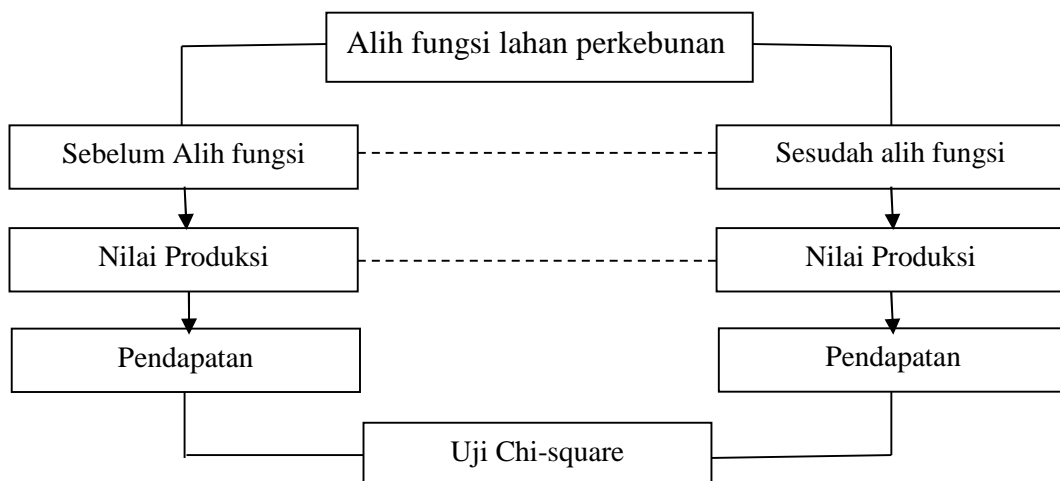 Alih fungsi lahan perkebunan
Sebelum Alih fungsi
Sesudah alih fungsi
Nilai Produksi
Nilai Produksi
Pendapatan
Pendapatan
Uji Chi-square